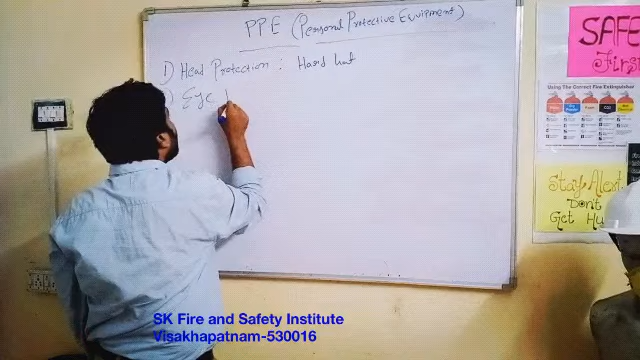 PPE (Personal Protective Equipment)
1) Head Protection : Hard hat
) Eye
SAFE
First
Using The Correct Fire Extinguisher
Stay Alert
Don't
Get Hu
SK Fire and Safety Institute
Visakhapatnam-530016